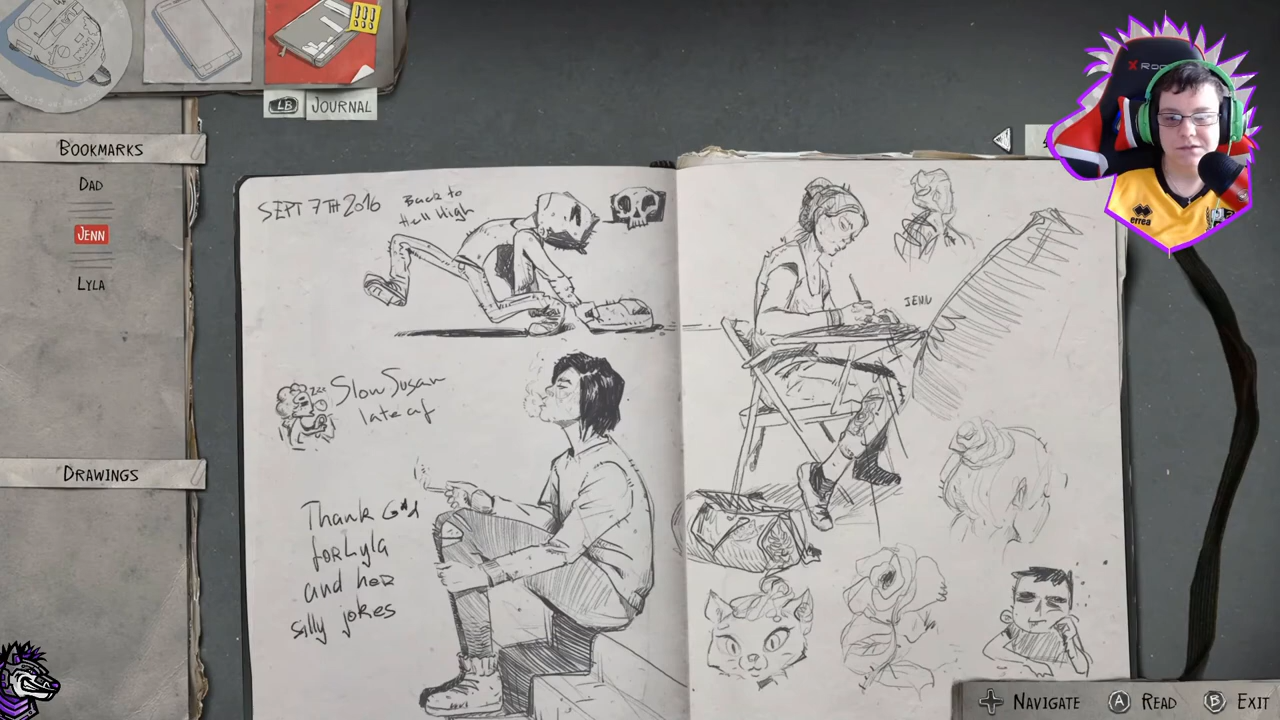 LB
JOURNAL
BOOKMARKS
DAD
JENN
LYLA
DRAWINGS
SEPT 7TH 2016
Back to
Hell High
Slow Susan
late af
Thank G*d
for Lyla
and her
silly jokes
JENN
errea
NAVIGATE
A READ
B EXIT